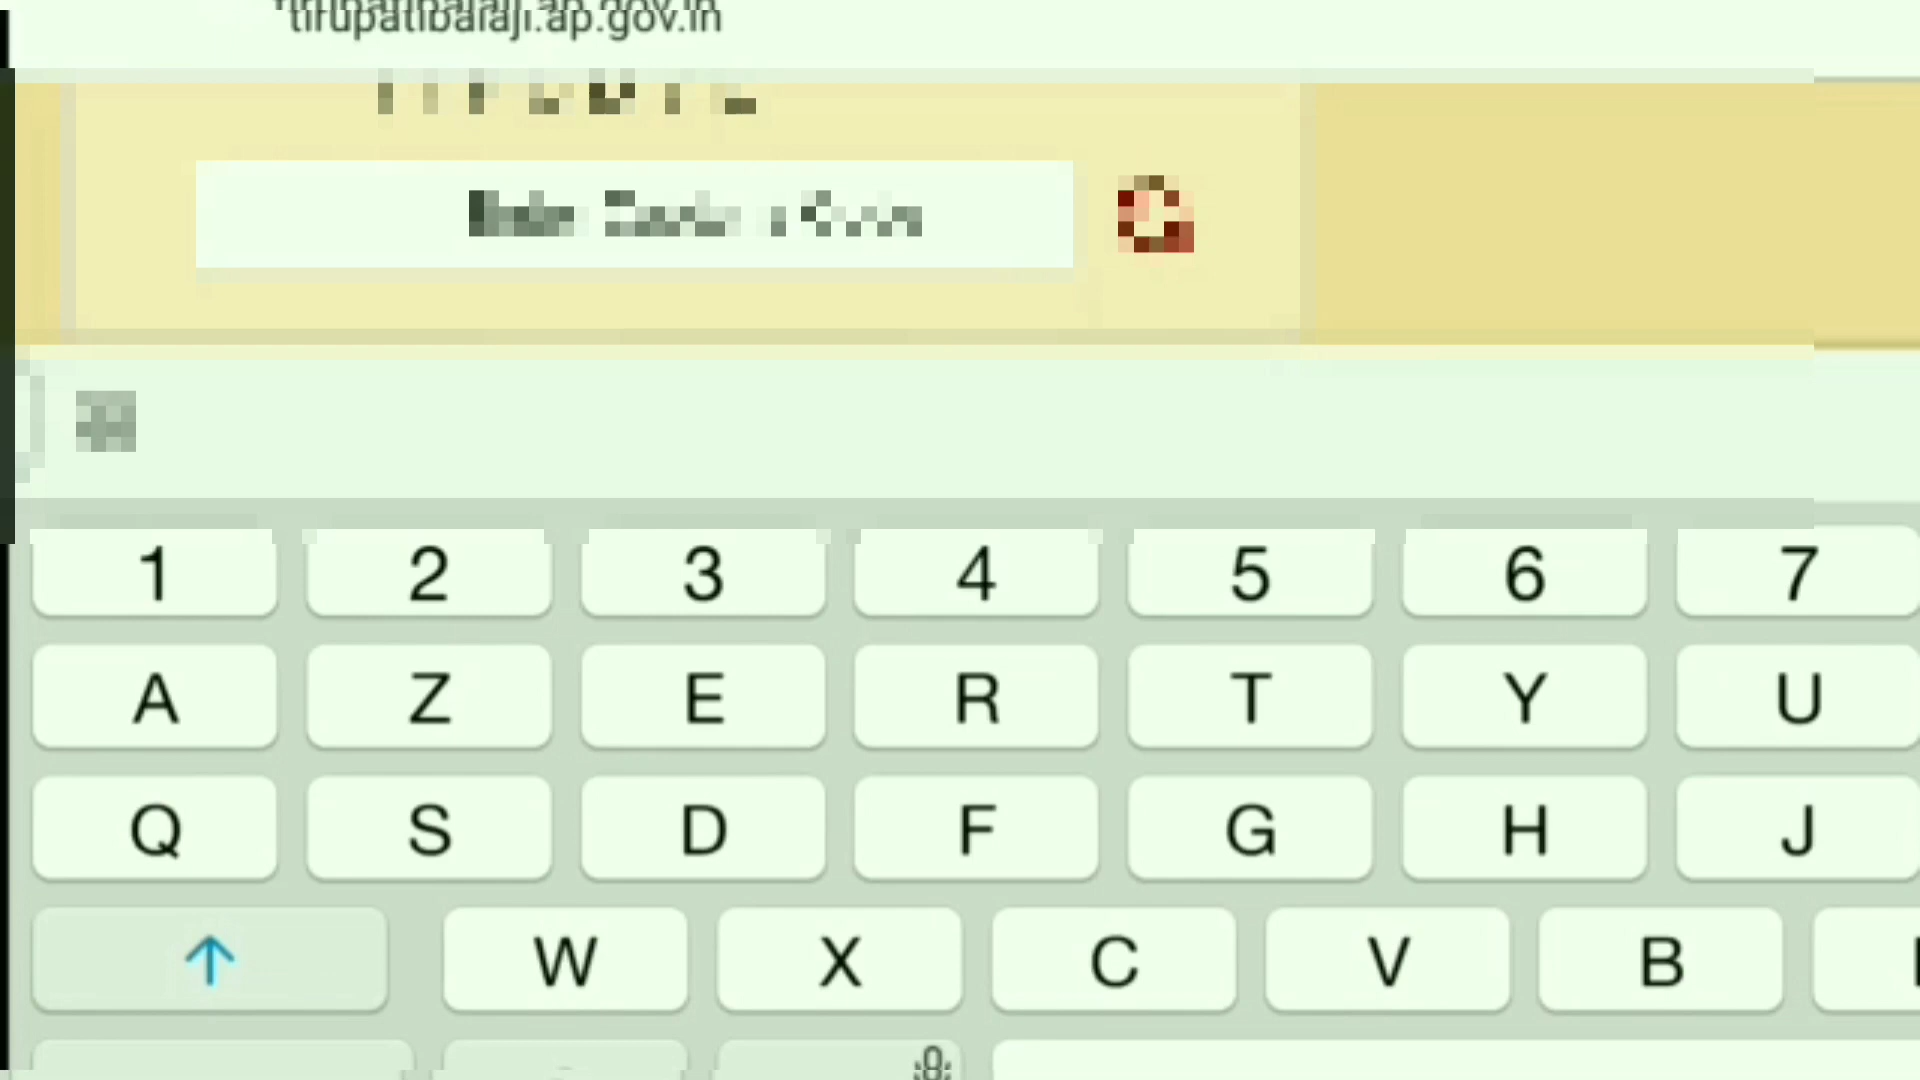 tirupatibalaji.ap.gov.in
1 2 3 4 5 6 7
A Z E R T Y U
Q S D F G H J
W X C V B